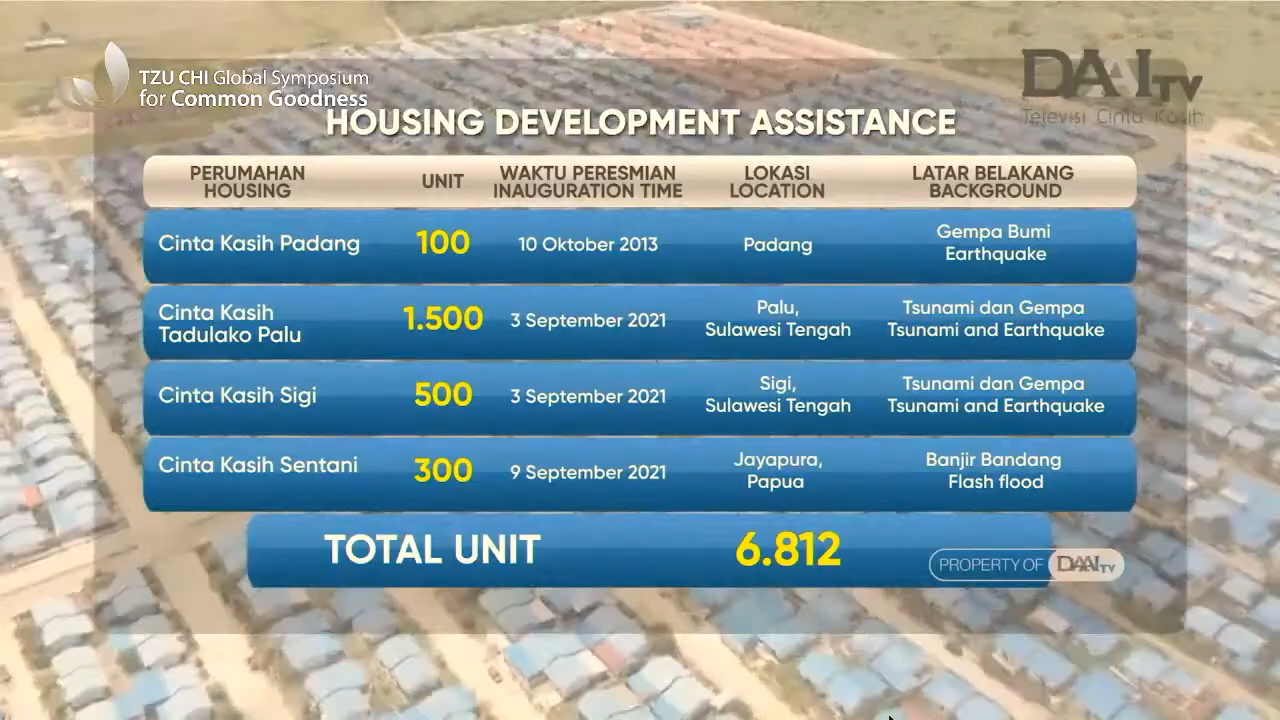 TZU CHI Global Symposium
for Common Goodness
DAAI TV
Televisi Cinta Kasih
HOUSING DEVELOPMENT ASSISTANCE
PERUMAHAN
HOUSING
UNIT
WAKTU PERESMIAN
INAUGURATION TIME
LOKASI
LOCATION
LATAR BELAKANG
BACKGROUND
Cinta Kasih Padang
100
10 Oktober 2013
Padang
Gempa Bumi
Earthquake
Cinta Kasih
Tadulako Palu
1.500
3 September 2021
Palu,
Sulawesi Tengah
Tsunami dan Gempa
Tsunami and Earthquake
Cinta Kasih Sigi
500
3 September 2021
Sigi,
Sulawesi Tengah
Tsunami dan Gempa
Tsunami and Earthquake
Cinta Kasih Sentani
300
9 September 2021
Jayapura,
Papua
Banjir Bandang
Flash flood
TOTAL UNIT
6.812
PROPERTY OF DAAI TV